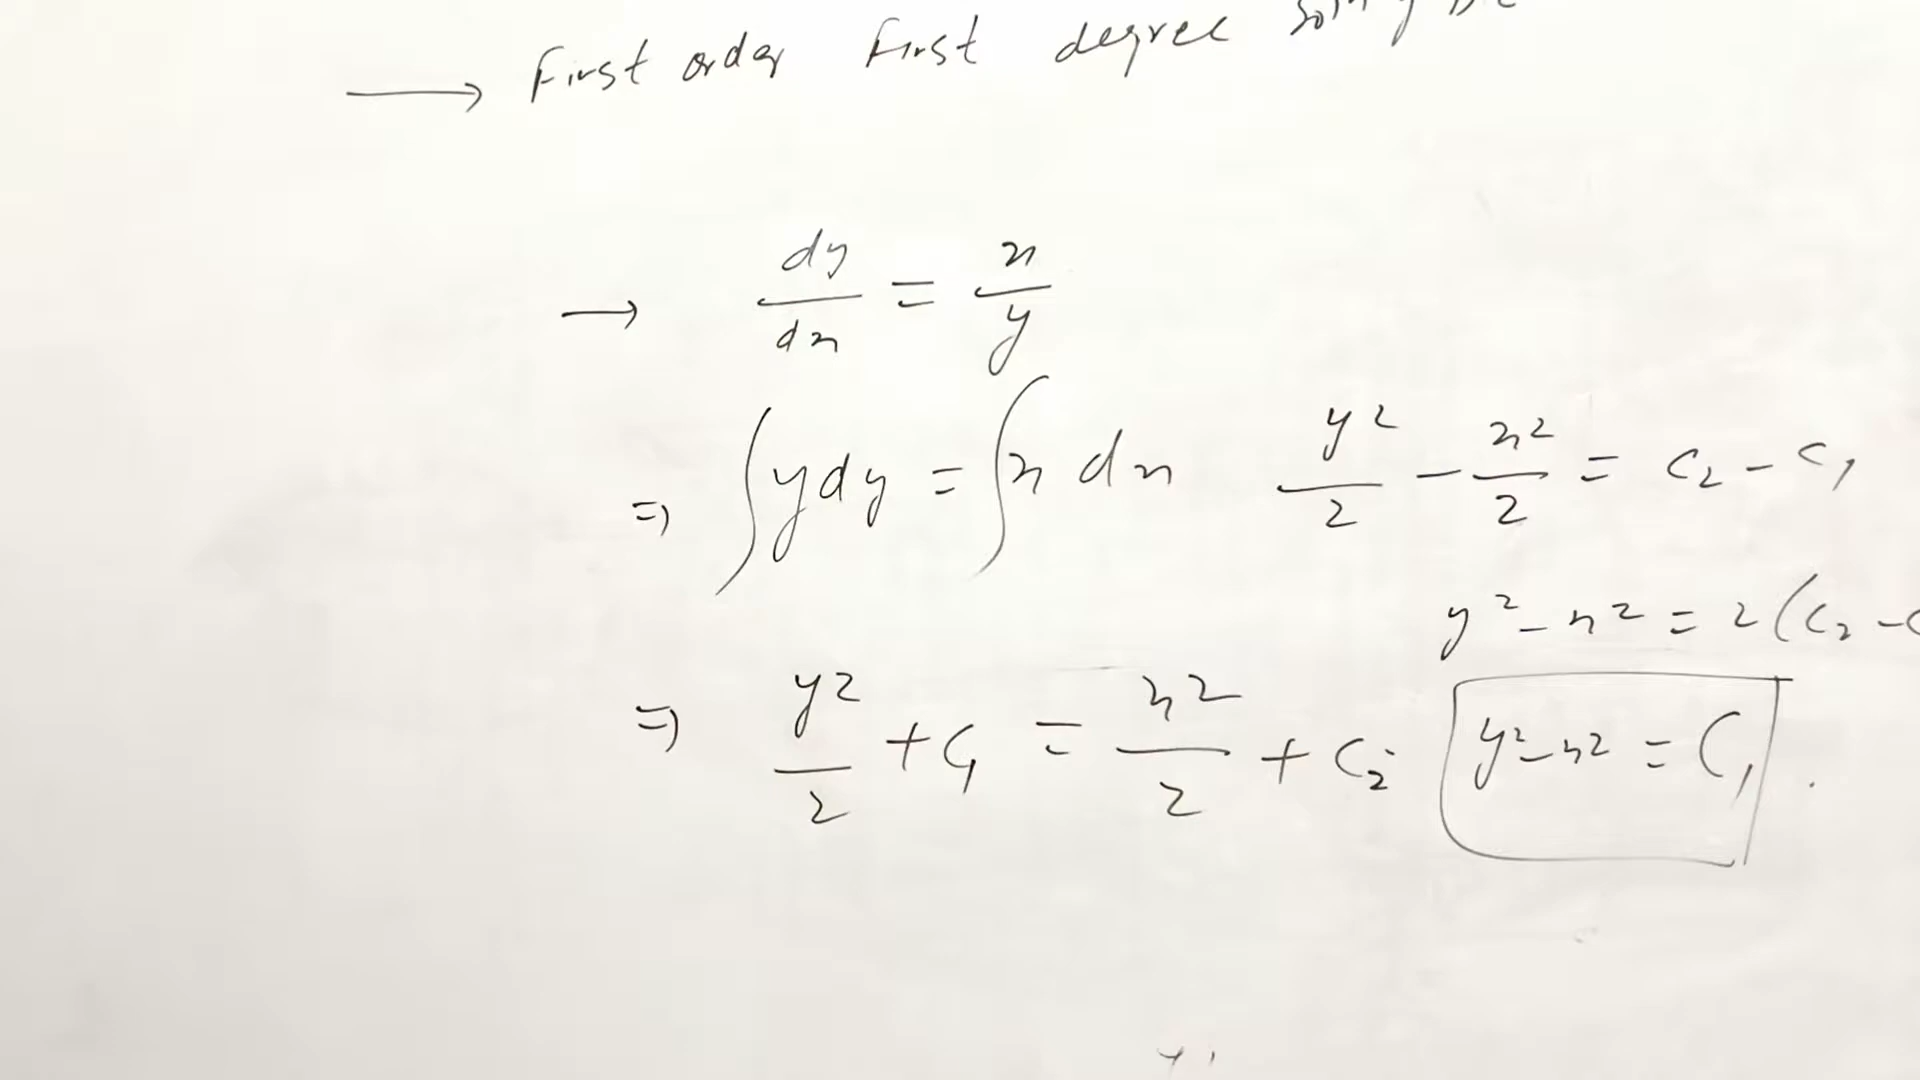 → First order First degree
→ dy/dx = x/y
⇒ ∫ y dy = ∫ x dx
⇒ y²/2 + C₁ = x²/2 + C₂
y²/2 - x²/2 = C₂ - C₁
y² - x² = 2(C₂ -
y² - x² = C₁